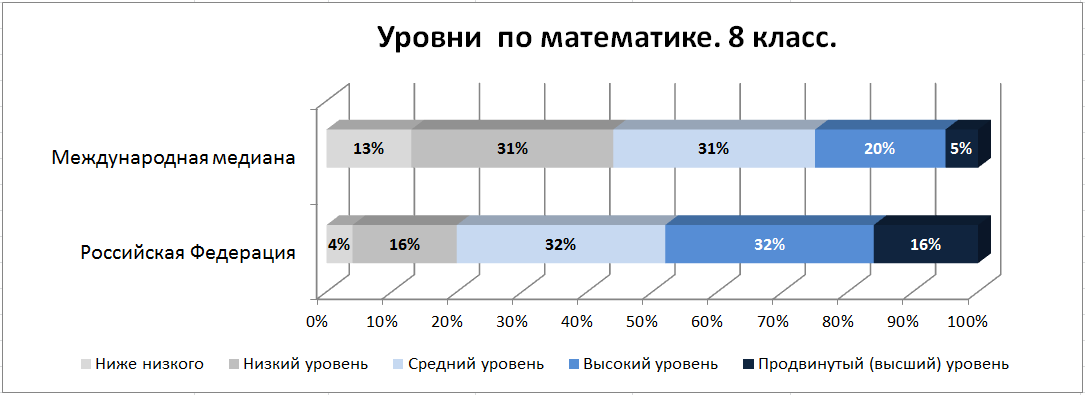 Уровни по математике. 8 класс.
Международная медиана
13% 31% 31% 20% 5%
Российская Федерация
4% 16% 32% 32% 16%
0% 10% 20% 30% 40% 50% 60% 70% 80% 90% 100%
Ниже низкого Низкий уровень Средний уровень Высокий уровень Продвинутый (высший) уровень